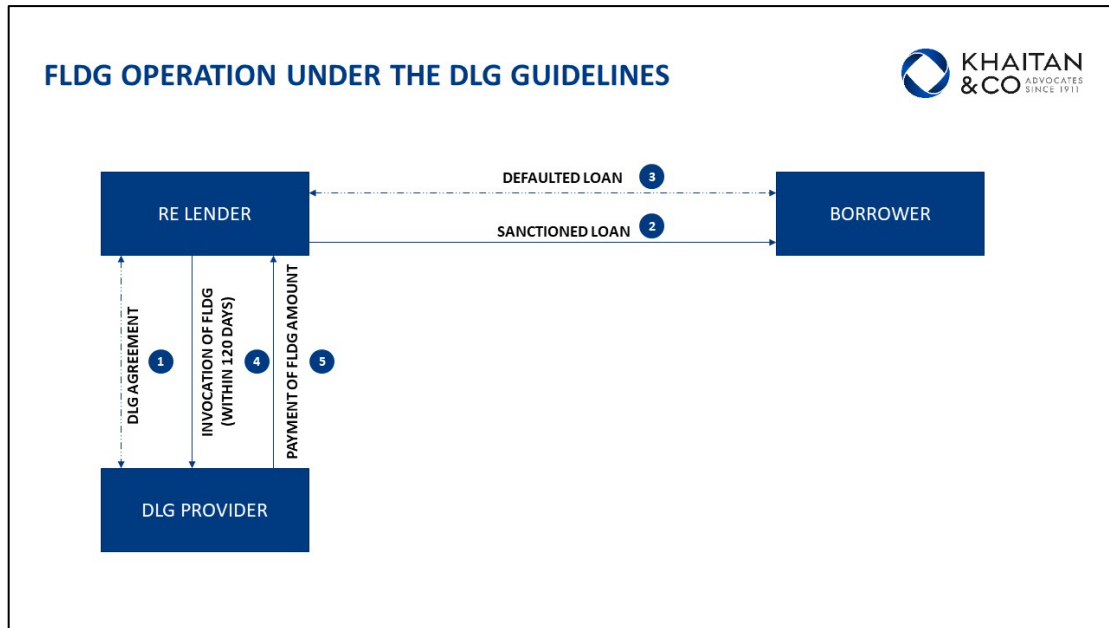 FLDG OPERATION UNDER THE DLG GUIDELINES
KHAITAN
&CO ADVOCATES
SINCE 1911
DEFAULTED LOAN 3
RE LENDER
BORROWER
SANCTIONED LOAN 2
DLG AGREEMENT
1
INVOCATION OF FLDG
(WITHIN 120 DAYS)
4
PAYMENT OF FLDG AMOUNT
5
DLG PROVIDER